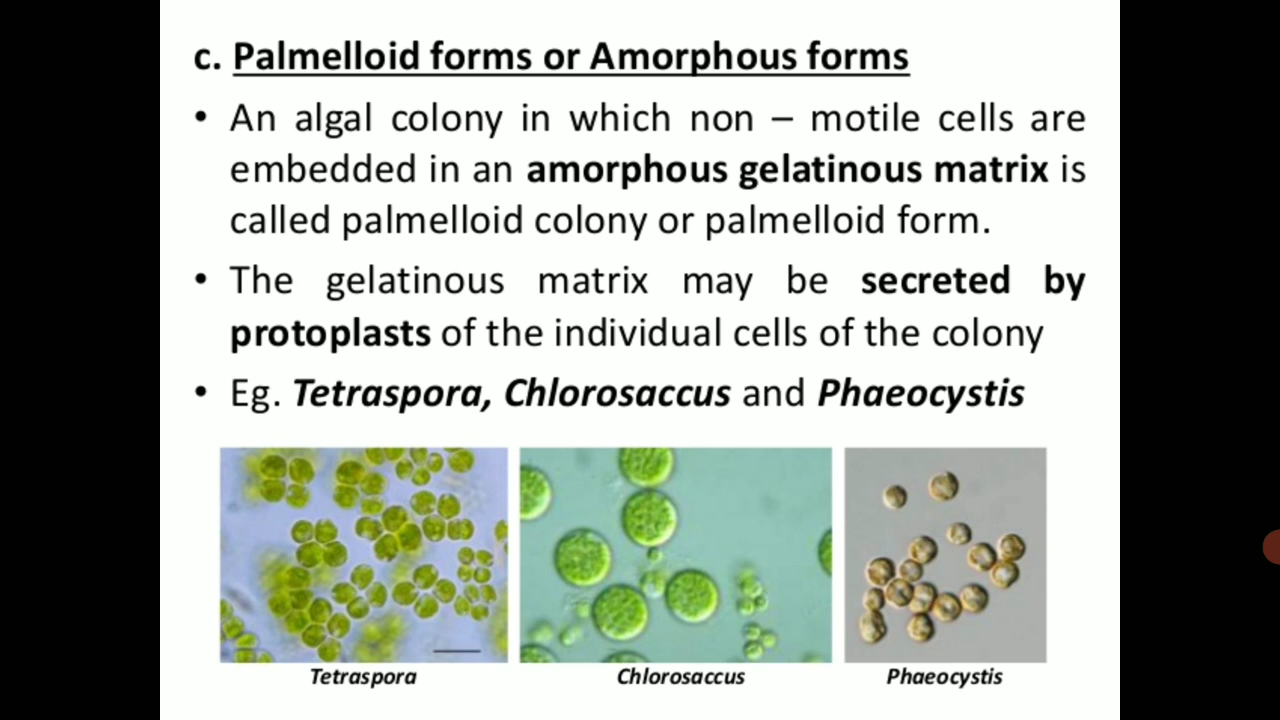 c. Palmelloid forms or Amorphous forms
• An algal colony in which non – motile cells are
embedded in an amorphous gelatinous matrix is
called palmelloid colony or palmelloid form.
• The gelatinous matrix may be secreted by
protoplasts of the individual cells of the colony
• Eg. Tetraspora, Chlorosaccus and Phaeocystis
Tetraspora
Chlorosaccus
Phaeocystis